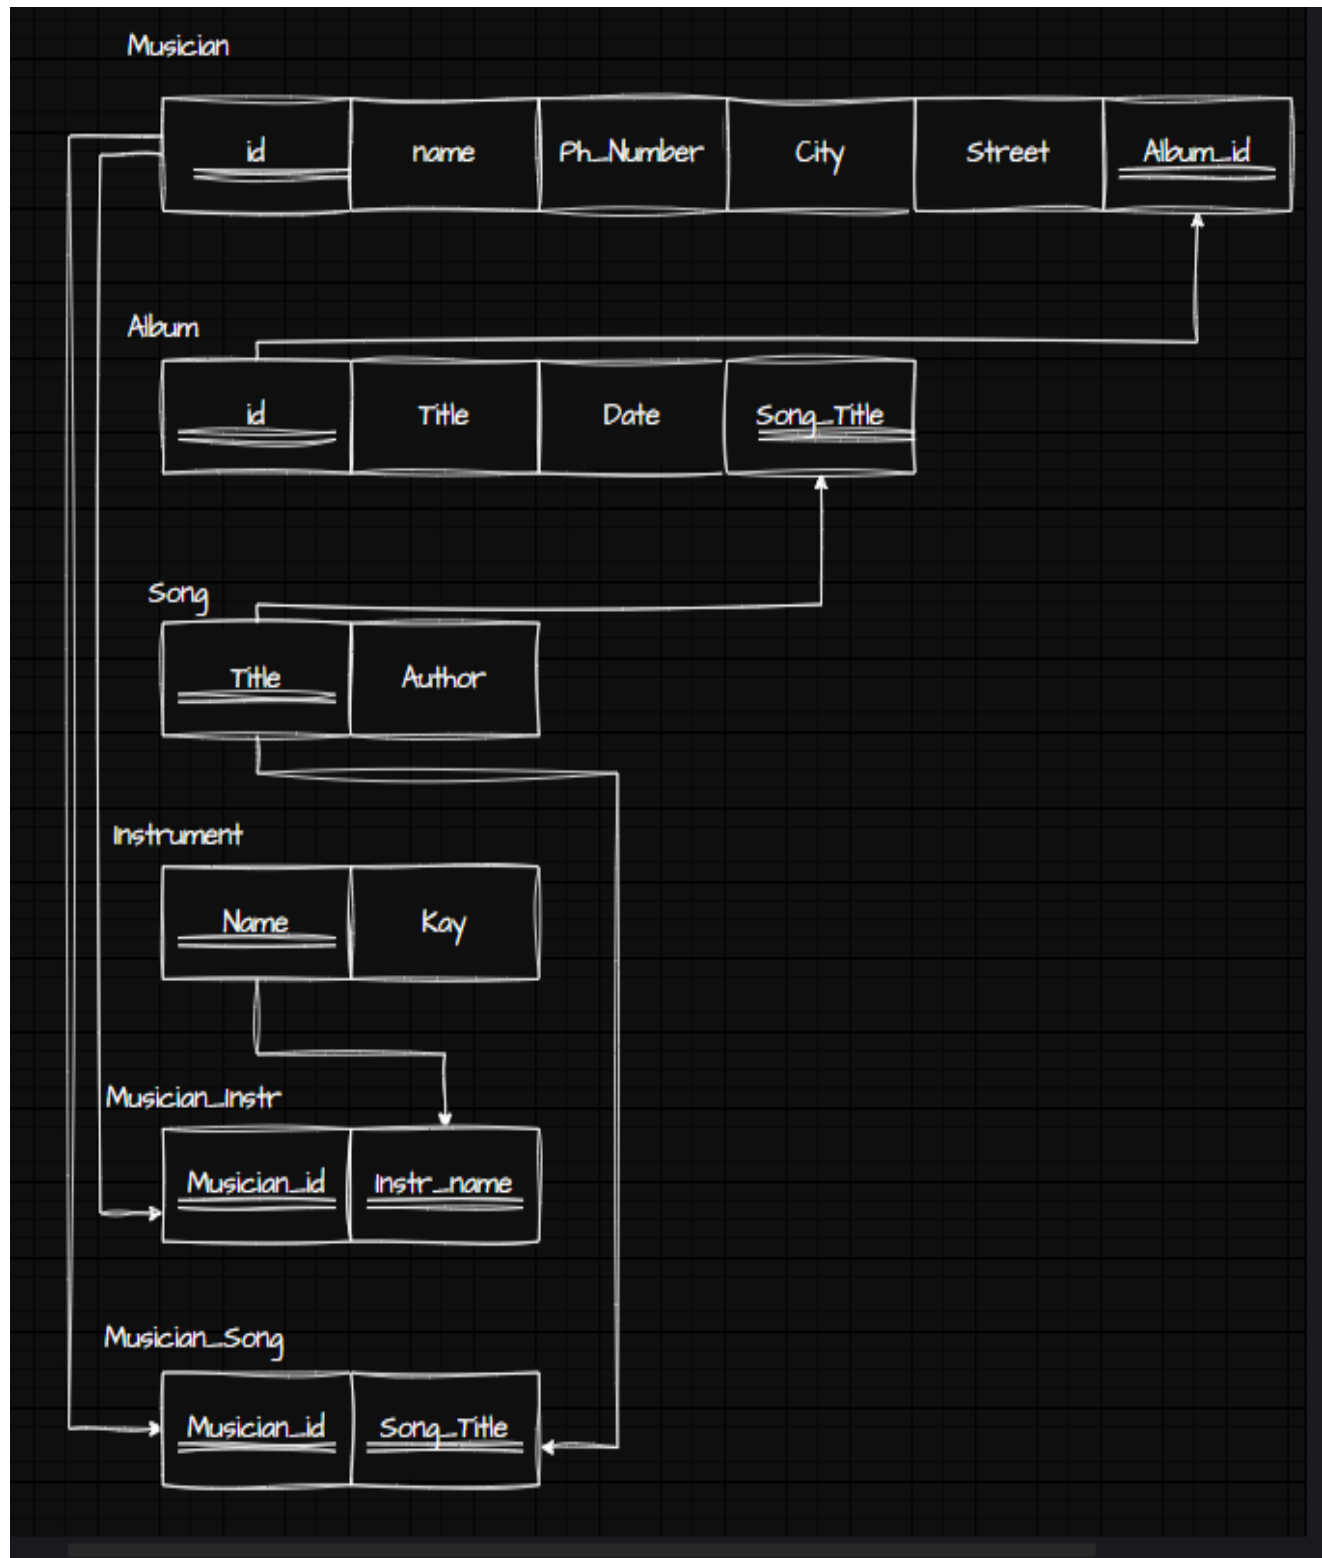 Musician
id name Ph_Number City Street Album_id
Album
id Title Date Song_Title
Song
Title Author
Instrument
Name Kay
Musician_Instr
Musician_id Instr_name
Musician_Song
Musician_id Song_Title